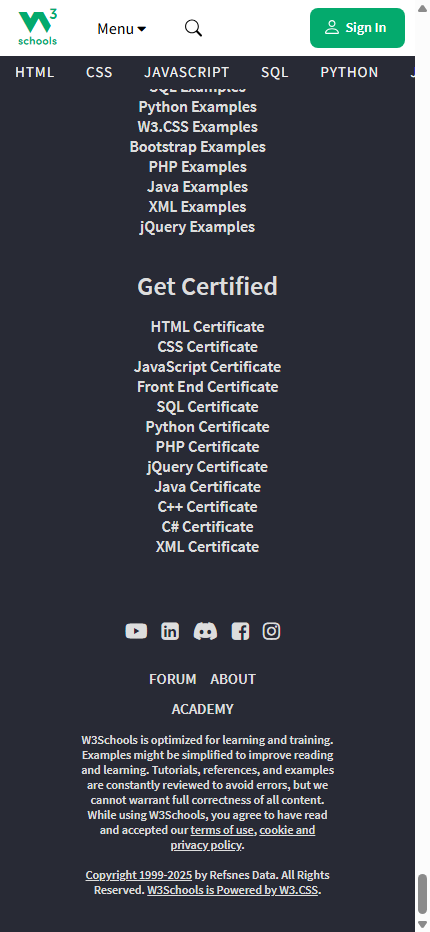 3
schools
Menu
Sign In
HTML CSS JAVASCRIPT SQL PYTHON
SQL Examples
Python Examples
W3.CSS Examples
Bootstrap Examples
PHP Examples
Java Examples
XML Examples
jQuery Examples
Get Certified
HTML Certificate
CSS Certificate
JavaScript Certificate
Front End Certificate
SQL Certificate
Python Certificate
PHP Certificate
jQuery Certificate
Java Certificate
C++ Certificate
C# Certificate
XML Certificate
FORUM ABOUT
ACADEMY
W3Schools is optimized for learning and training.
Examples might be simplified to improve reading
and learning. Tutorials, references, and examples
are constantly reviewed to avoid errors, but we
cannot warrant full correctness of all content.
While using W3Schools, you agree to have read
and accepted our terms of use, cookie and
privacy policy.
Copyright 1999-2025 by Refsnes Data. All Rights
Reserved. W3Schools is Powered by W3.CSS.